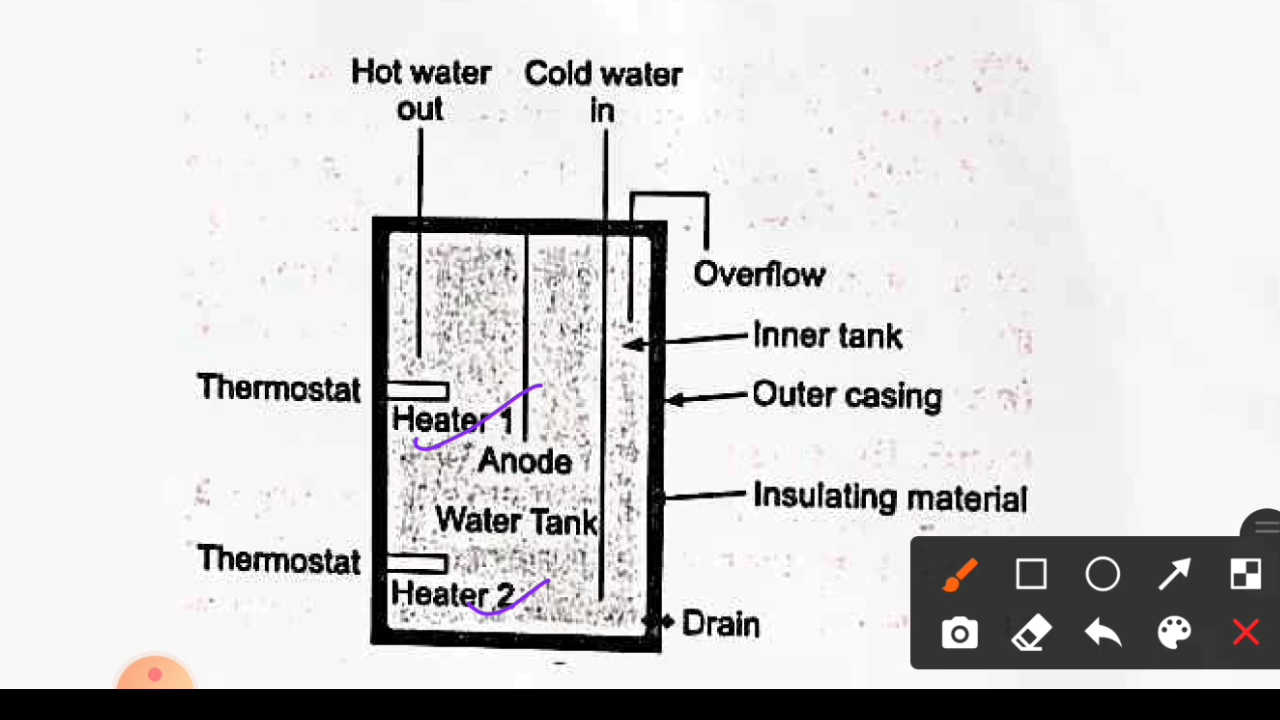 Hot water
out
Cold water
in
Overflow
Inner tank
Thermostat
Outer casing
Heater 1
Anode
Insulating material
Water Tank
Thermostat
Heater 2
Drain